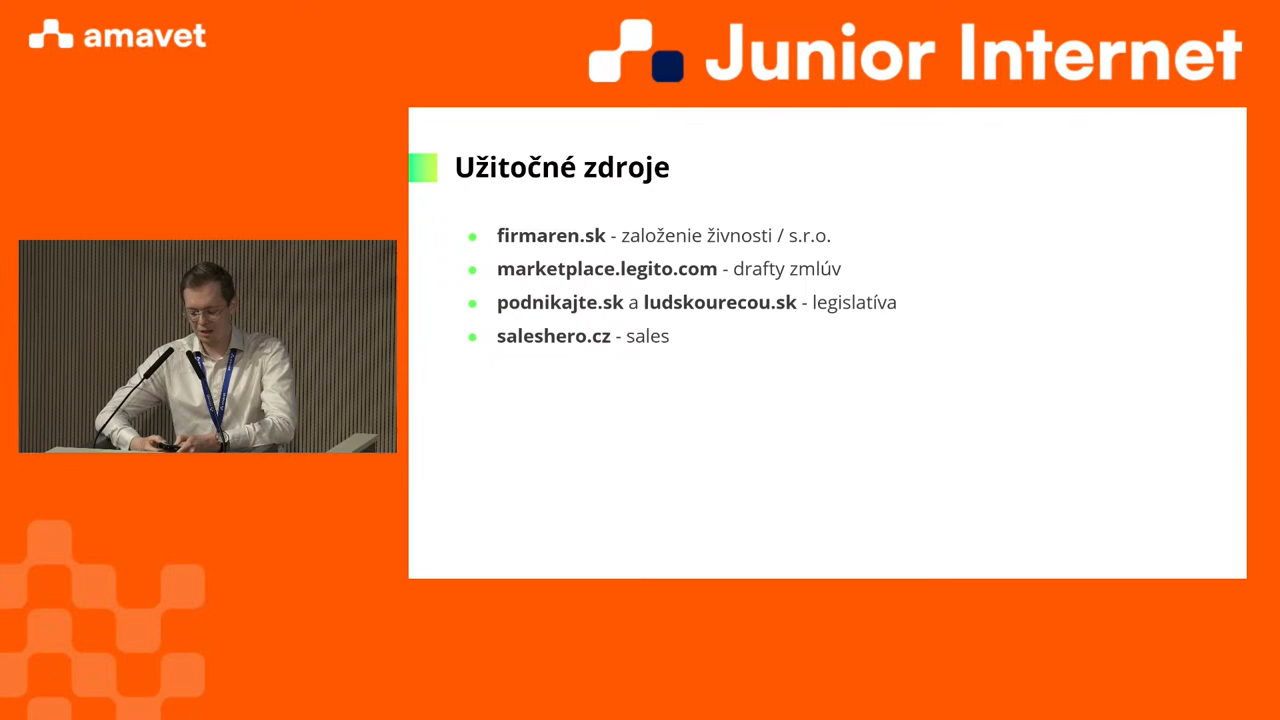 amavet
Junior Internet
Užitočné zdroje
firmaren.sk - založenie živnosti / s.r.o.
marketplace.legito.com - drafty zmlúv
podnikajte.sk a ludskourecou.sk - legislatíva
saleshero.cz - sales